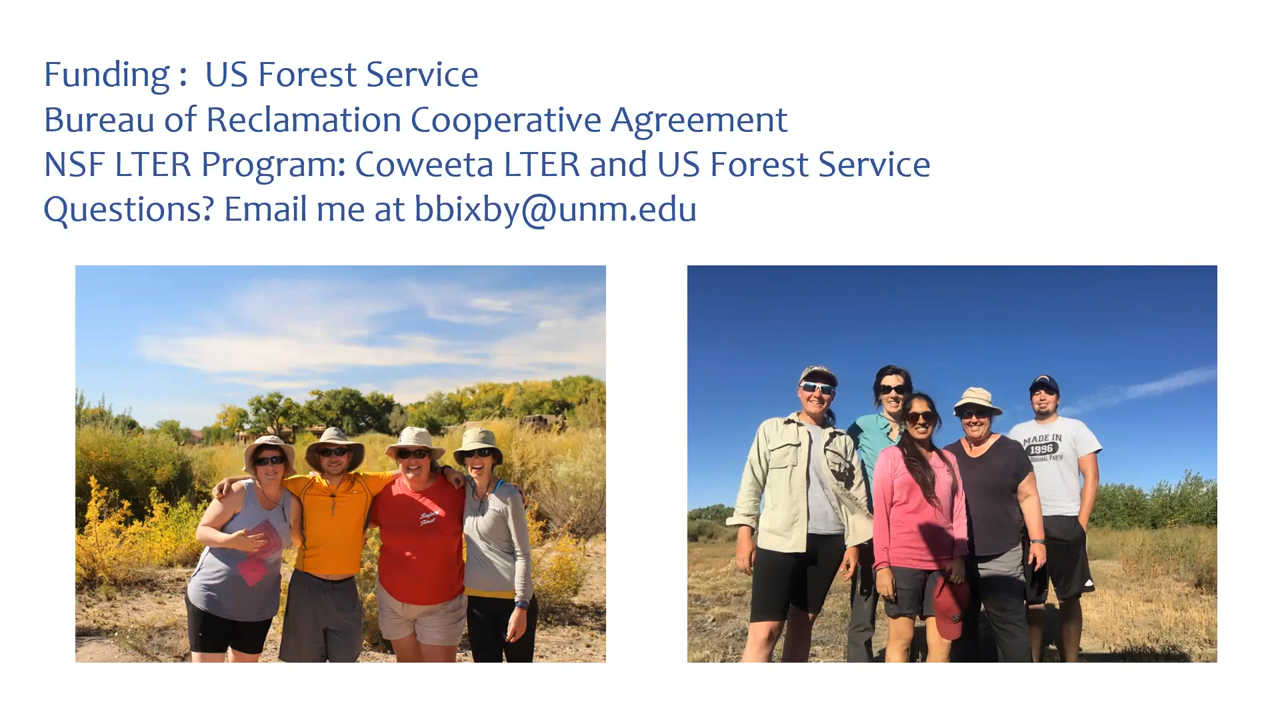 Funding :  US Forest Service
Bureau of Reclamation Cooperative Agreement
NSF LTER Program: Coweeta LTER and US Forest Service
Questions? Email me at bbixby@unm.edu
MADE IN
1996